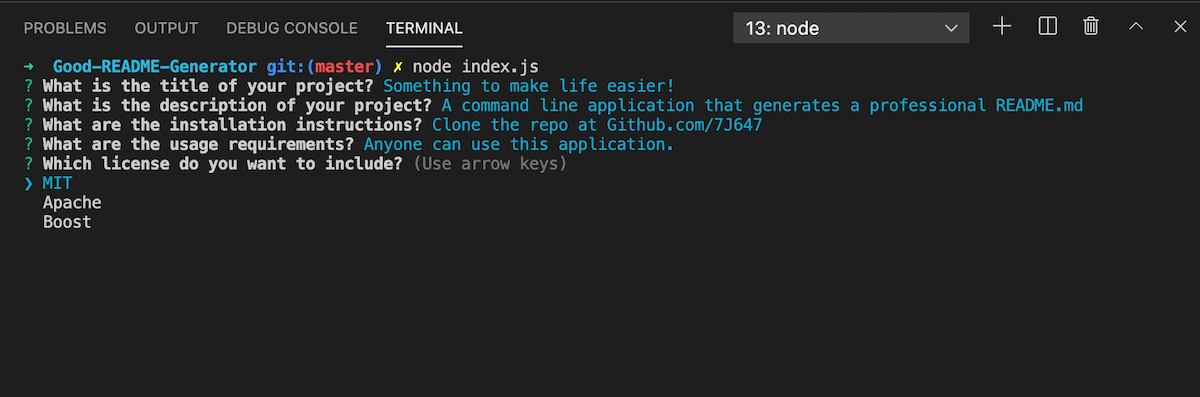 PROBLEMS OUTPUT DEBUG CONSOLE TERMINAL 13: node
➜ Good-README-Generator git:(master) ✗ node index.js
? What is the title of your project? Something to make life easier!
? What is the description of your project? A command line application that generates a professional README.md
? What are the installation instructions? Clone the repo at Github.com/7J647
? What are the usage requirements? Anyone can use this application.
? Which license do you want to include? (Use arrow keys)
❯ MIT
Apache
Boost